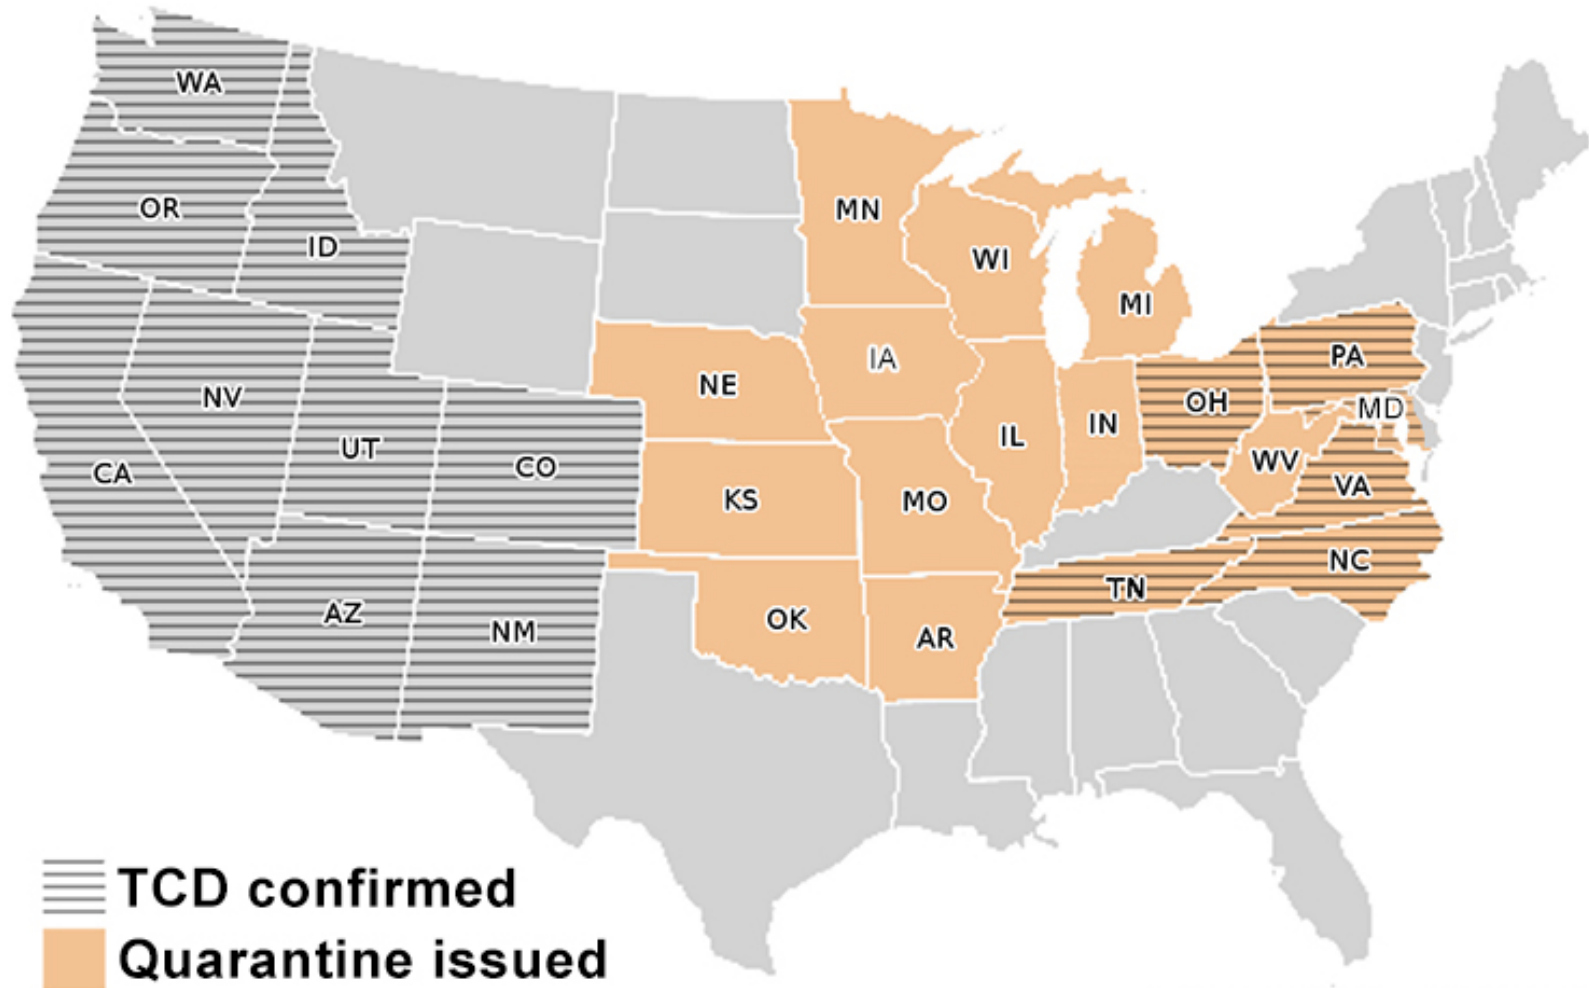 WA
OR
ID
MN
WI
MI
NV
UT
CO
CA
NE
IA
IL
IN
OH
PA
MD
WV
VA
KS
MO
AZ
NM
OK
AR
TN
NC
TCD confirmed
Quarantine issued